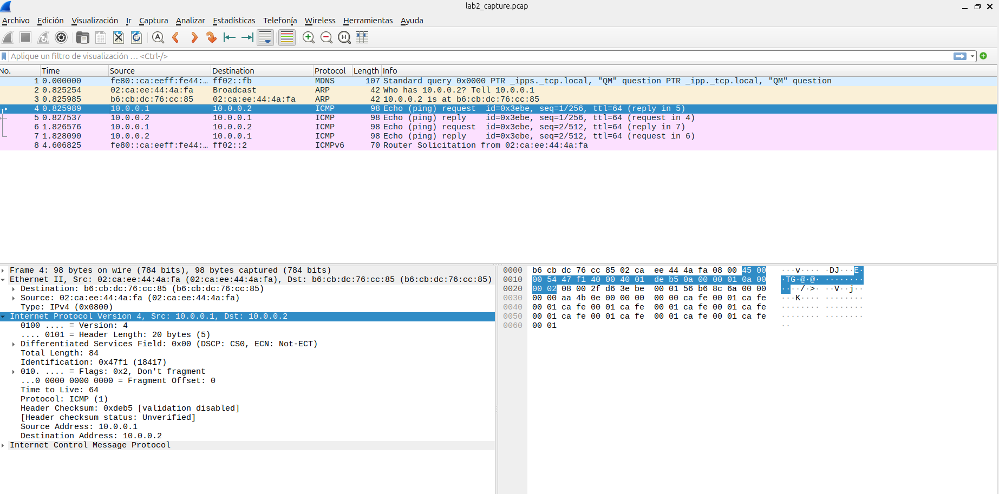 lab2_capture.pcap
Archivo Edición Visualización Ir Captura Analizar Estadísticas Telefonía Wireless Herramientas Ayuda
Aplique un filtro de visualización … <Ctrl-/>
No. Time Source Destination Protocol Length Info
1 0.000000 fe80::ca:eeff:fe44:… ff02::fb MDNS 107 Standard query 0x0000 PTR _ipps._tcp.local, "QM" question PTR _ipp._tcp.local, "QM" question
2 0.825254 02:ca:ee:44:4a:fa Broadcast ARP 42 Who has 10.0.0.2? Tell 10.0.0.1
3 0.825985 b6:cb:dc:76:cc:85 02:ca:ee:44:4a:fa ARP 42 10.0.0.2 is at b6:cb:dc:76:cc:85
4 0.825989 10.0.0.1 10.0.0.2 ICMP 98 Echo (ping) request id=0x3ebe, seq=1/256, ttl=64 (reply in 5)
5 0.827537 10.0.0.2 10.0.0.1 ICMP 98 Echo (ping) reply id=0x3ebe, seq=1/256, ttl=64 (request in 4)
6 1.826576 10.0.0.1 10.0.0.2 ICMP 98 Echo (ping) request id=0x3ebe, seq=2/512, ttl=64 (reply in 7)
7 1.828090 10.0.0.2 10.0.0.1 ICMP 98 Echo (ping) reply id=0x3ebe, seq=2/512, ttl=64 (request in 6)
8 4.606825 fe80::ca:eeff:fe44:… ff02::2 ICMPv6 70 Router Solicitation from 02:ca:ee:44:4a:fa
Frame 4: 98 bytes on wire (784 bits), 98 bytes captured (784 bits)
Ethernet II, Src: 02:ca:ee:44:4a:fa (02:ca:ee:44:4a:fa), Dst: b6:cb:dc:76:cc:85 (b6:cb:dc:76:cc:85)
Destination: b6:cb:dc:76:cc:85 (b6:cb:dc:76:cc:85)
Source: 02:ca:ee:44:4a:fa (02:ca:ee:44:4a:fa)
Type: IPv4 (0x0800)
Internet Protocol Version 4, Src: 10.0.0.1, Dst: 10.0.0.2
0100 .... = Version: 4
.... 0101 = Header Length: 20 bytes (5)
Differentiated Services Field: 0x00 (DSCP: CS0, ECN: Not-ECT)
Total Length: 84
Identification: 0x47f1 (18417)
010. .... = Flags: 0x2, Don't fragment
...0 0000 0000 0000 = Fragment Offset: 0
Time to Live: 64
Protocol: ICMP (1)
Header Checksum: 0xdeb5 [validation disabled]
[Header checksum status: Unverified]
Source Address: 10.0.0.1
Destination Address: 10.0.0.2
Internet Control Message Protocol
0000 b6 cb dc 76 cc 85 02 ca ee 44 4a fa 08 00 45 00 ···v···· ·DJ···E·
0010 00 54 47 f1 40 00 40 01 de b5 0a 00 00 01 0a 00 ·TG·@·@· ········
0020 00 02 08 00 2f d6 3e be 00 01 56 b6 8c 6a 00 00 ····/·>· ··V··j··
0030 00 00 aa 4b 0e 00 00 00 00 00 ca fe 00 01 ca fe ···K···· ········
0040 00 01 ca fe 00 01 ca fe 00 01 ca fe 00 01 ca fe ········ ········
0050 00 01 ca fe 00 01 ca fe 00 01 ca fe 00 01 ca fe ········ ········
0060 00 01 ··